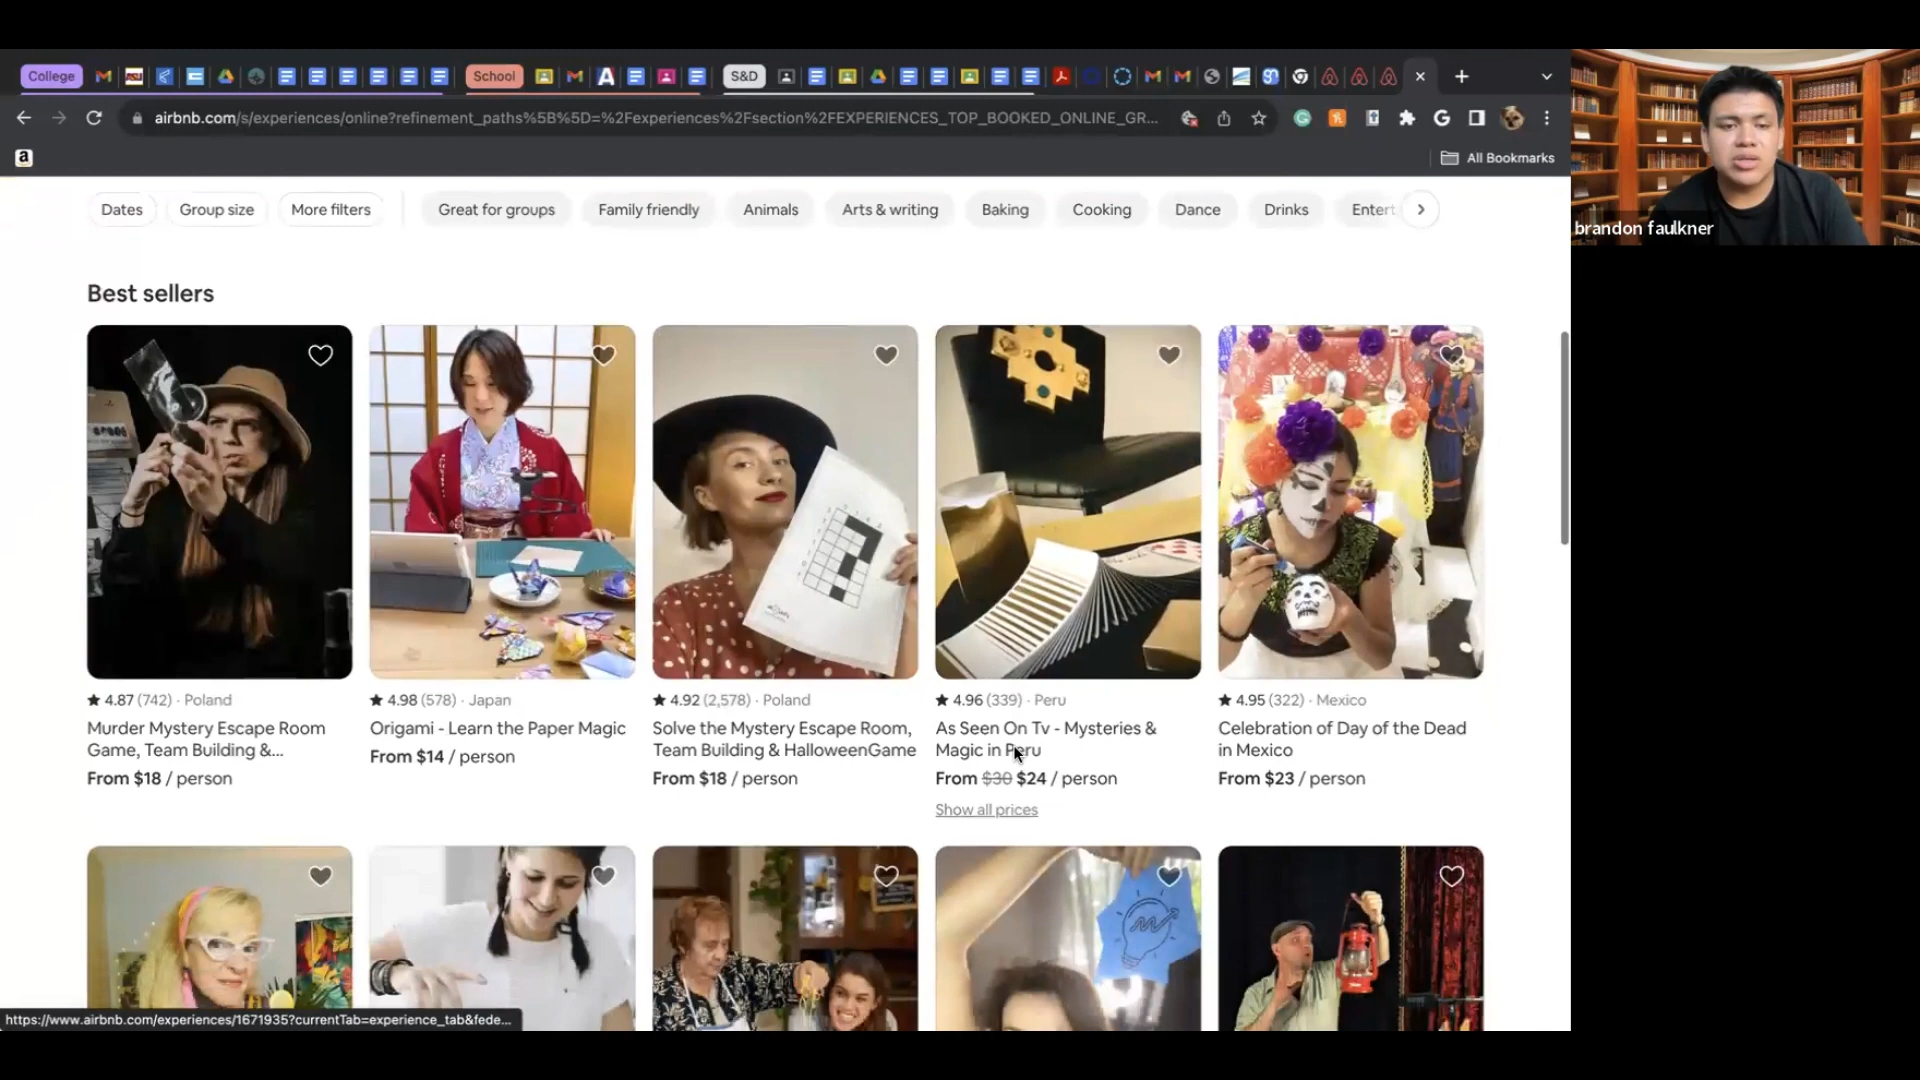 College
School
S&D
airbnb.com/s/experiences/online?refinement_paths%5B%5D=%2Fexperiences%2Fsection%2FEXPERIENCES_TOP_BOOKED_ONLINE_GR...
All Bookmarks
brandon faulkner
Dates
Group size
More filters
Great for groups
Family friendly
Animals
Arts & writing
Baking
Cooking
Dance
Drinks
Entert
Best sellers
4.87 (742) · Poland
Murder Mystery Escape Room
Game, Team Building &...
From $18 / person
4.98 (578) · Japan
Origami - Learn the Paper Magic
From $14 / person
4.92 (2,578) · Poland
Solve the Mystery Escape Room,
Team Building & HalloweenGame
From $18 / person
4.96 (339) · Peru
As Seen On Tv - Mysteries &
Magic in Peru
From $30 $24 / person
Show all prices
4.95 (322) · Mexico
Celebration of Day of the Dead
in Mexico
From $23 / person
https://www.airbnb.com/experiences/1671935?currentTab=experience_tab&fede...